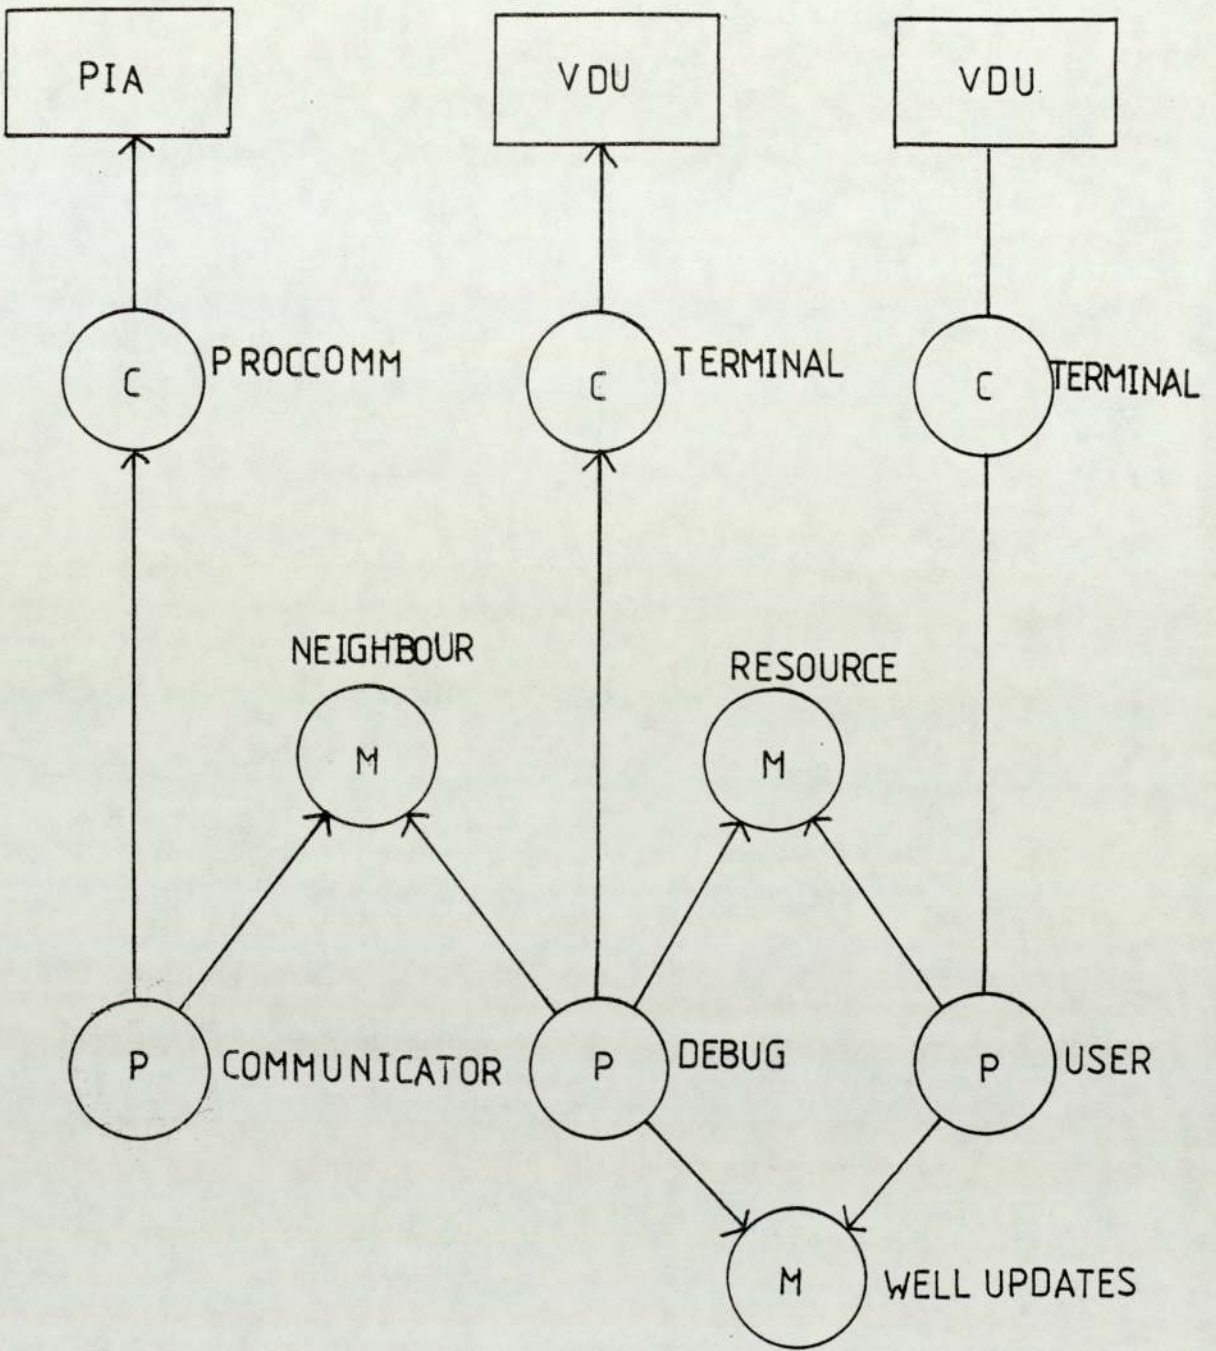 PIA
VDU
VDU
C
PROCCOMM
C
TERMINAL
C
TERMINAL
NEIGHBOUR
RESOURCE
M
M
P
COMMUNICATOR
P
DEBUG
P
USER
M
WELL UPDATES